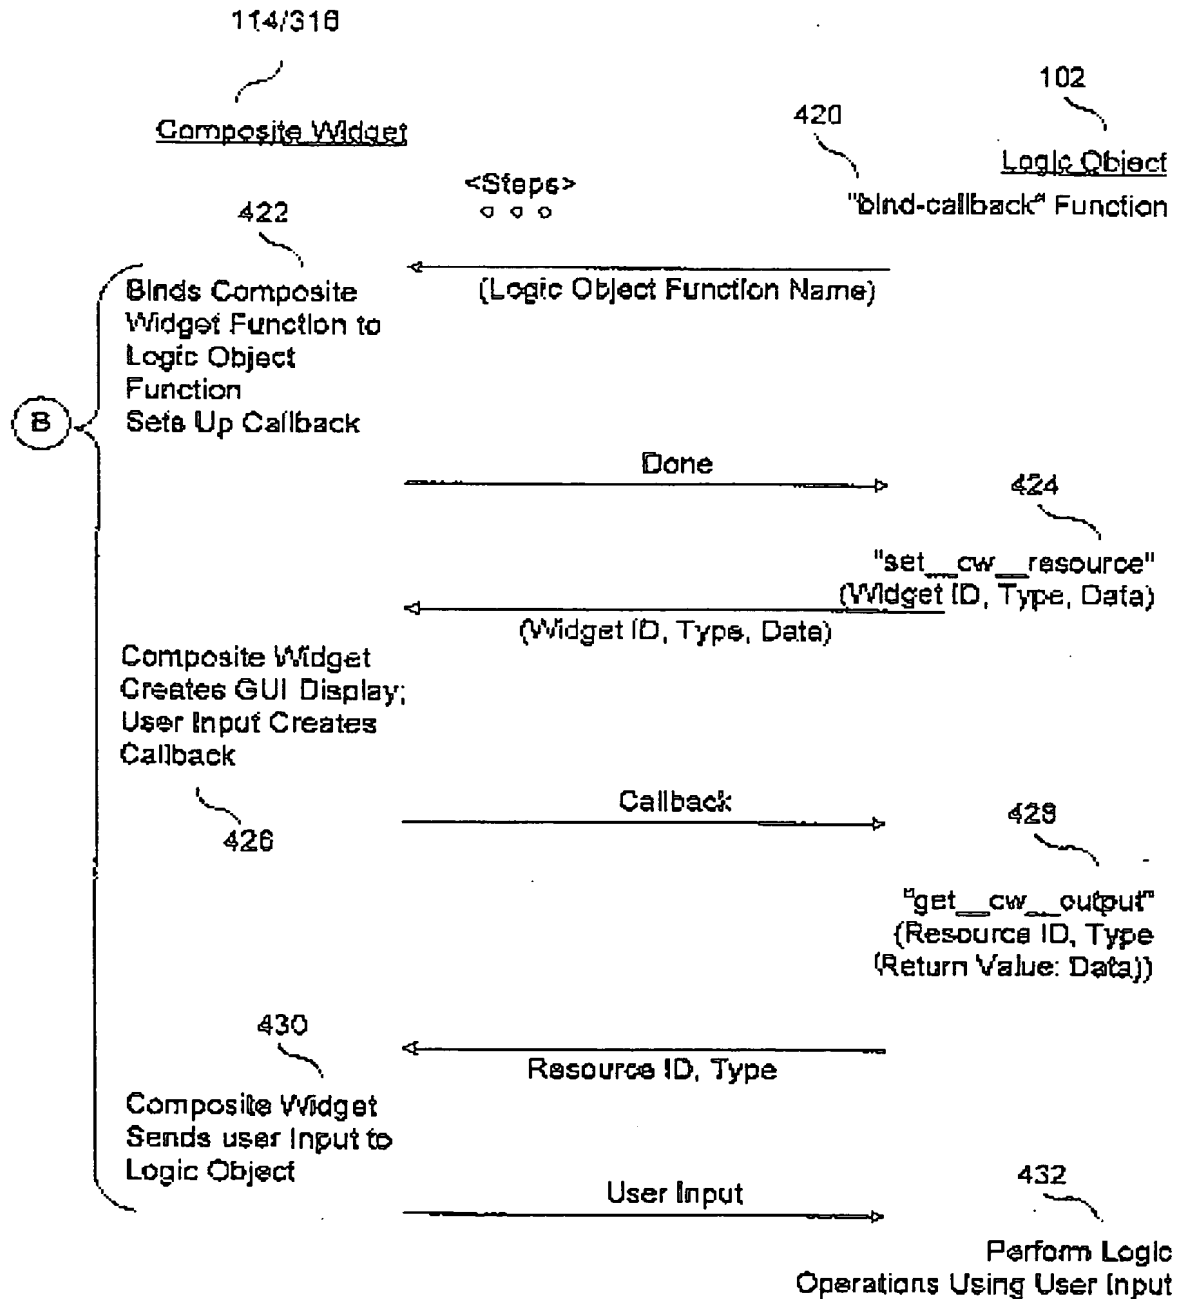 114/316
102
420
Composite Widget
Logic Object
<Steps>
"bind-callback" Function
422
(Logic Object Function Name)
Binds Composite
Widget Function to
Logic Object
Function
Sets Up Callback
B
Done
424
"set__cw__resource"
(Widget ID, Type, Data)
(Widget ID, Type, Data)
Composite Widget
Creates GUI Display;
User Input Creates
Callback
426
Callback
428
"get__cw__output"
(Resource ID, Type
(Return Value: Data))
430
Resource ID, Type
Composite Widget
Sends user Input to
Logic Object
User Input
432
Perform Logic
Operations Using User Input